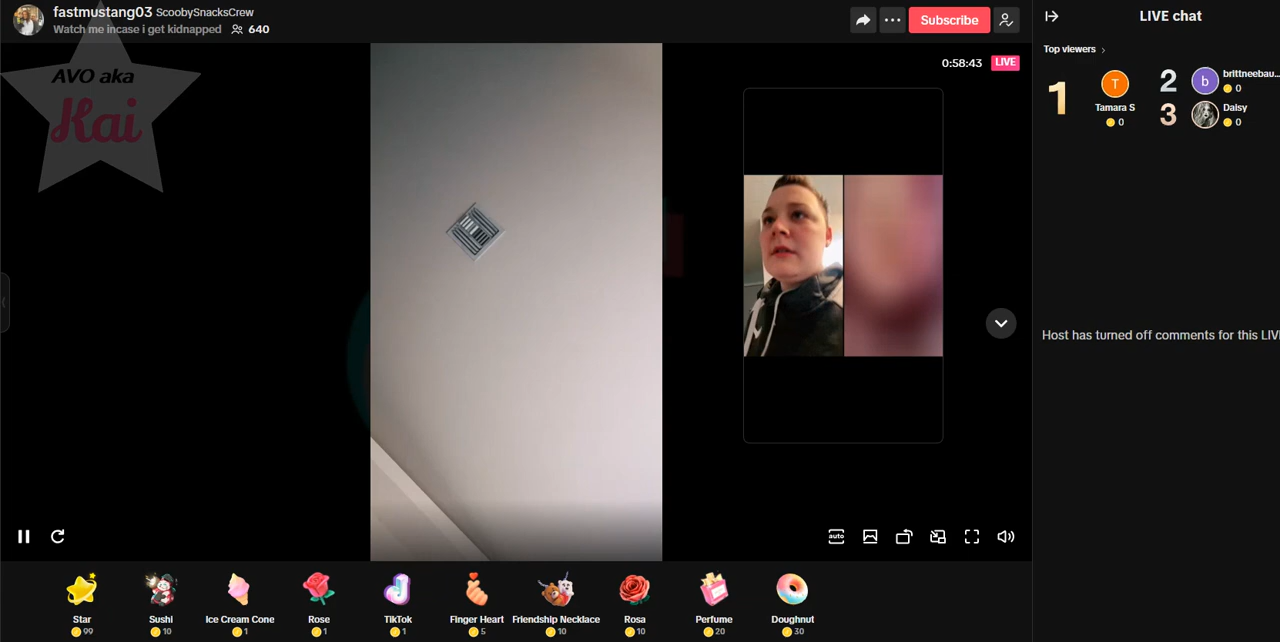 fastmustang03 ScoobySnacksCrew
Watch me incase i get kidnapped 640
Subscribe
AVO aka
Kai
0:58:43 LIVE
LIVE chat
Top viewers
1
T
Tamara S
0
2
b
brittneebau...
0
3
Daisy
0
Host has turned off comments for this LIV
auto
Star
99
Sushi
10
Ice Cream Cone
1
Rose
1
TikTok
1
Finger Heart
5
Friendship Necklace
10
Rosa
10
Perfume
20
Doughnut
30